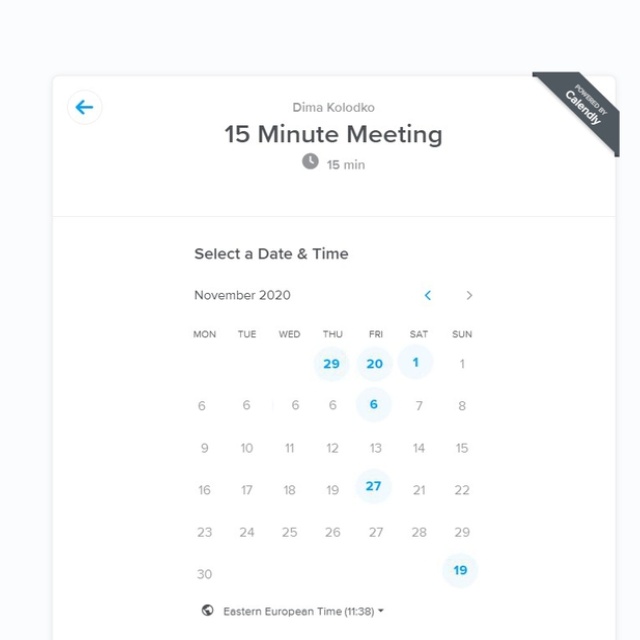 POWERED BY
Calendly
Dima Kolodko
15 Minute Meeting
15 min
Select a Date & Time
November 2020
MON TUE WED THU FRI SAT SUN
29 20 1 1
6 6 6 6 6 7 8
9 10 11 12 13 14 15
16 17 18 19 27 21 22
23 24 25 26 27 28 29
30 19
Eastern European Time (11:38)